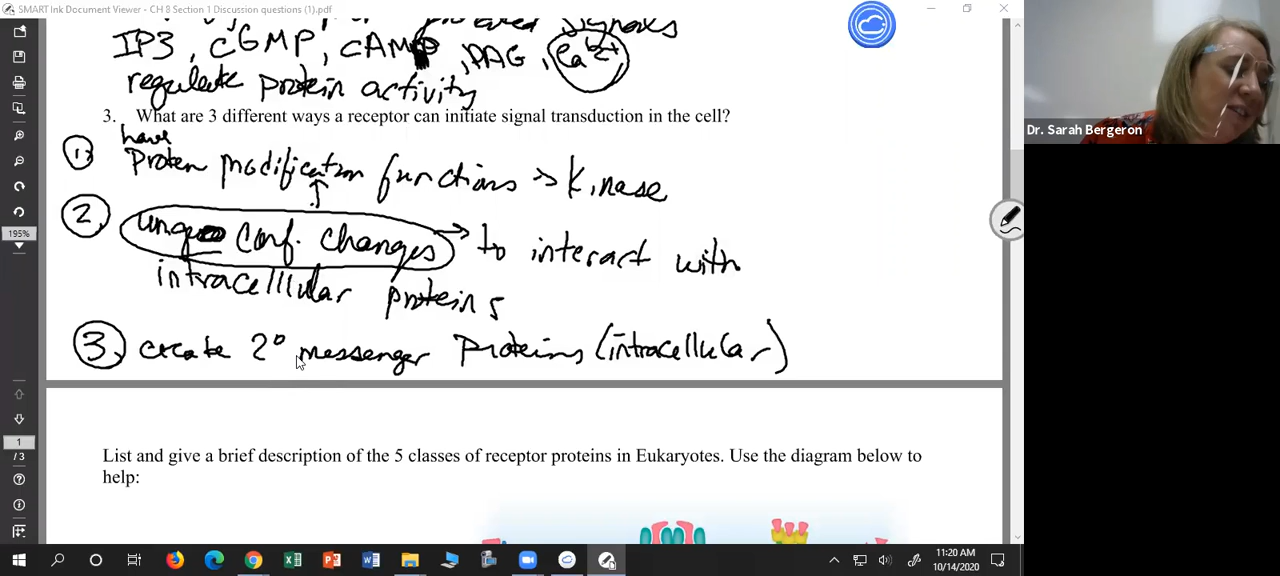 SMART Ink Document Viewer - CH 8 Section 1 Discussion questions (1).pdf
signals
IP3, cGMP, cAMP, DAG, Ca2+
regulate protein activity
3. What are 3 different ways a receptor can initiate signal transduction in the cell?
have
1) Protein modification functions > kinase
2. conf. changes → to interact with
intracellular proteins
3. create 2° messenger proteins (intracellular)
List and give a brief description of the 5 classes of receptor proteins in Eukaryotes. Use the diagram below to
help:
Dr. Sarah Bergeron
195%
1
/ 3
11:20 AM
10/14/2020